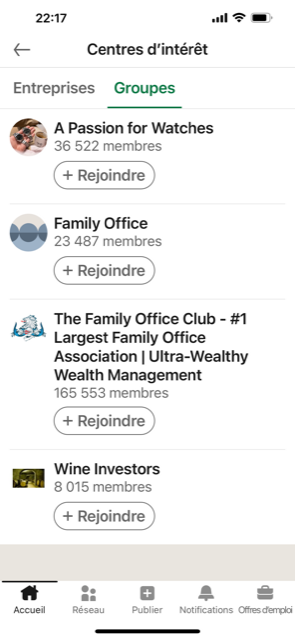 22:17
Centres d'intérêt
Entreprises Groupes
A Passion for Watches
36 522 membres
+ Rejoindre
Family Office
23 487 membres
+ Rejoindre
The Family Office Club - #1
Largest Family Office
Association | Ultra-Wealthy
Wealth Management
165 553 membres
+ Rejoindre
Wine Investors
8 015 membres
+ Rejoindre
Accueil Réseau Publier Notifications Offres d'emploi